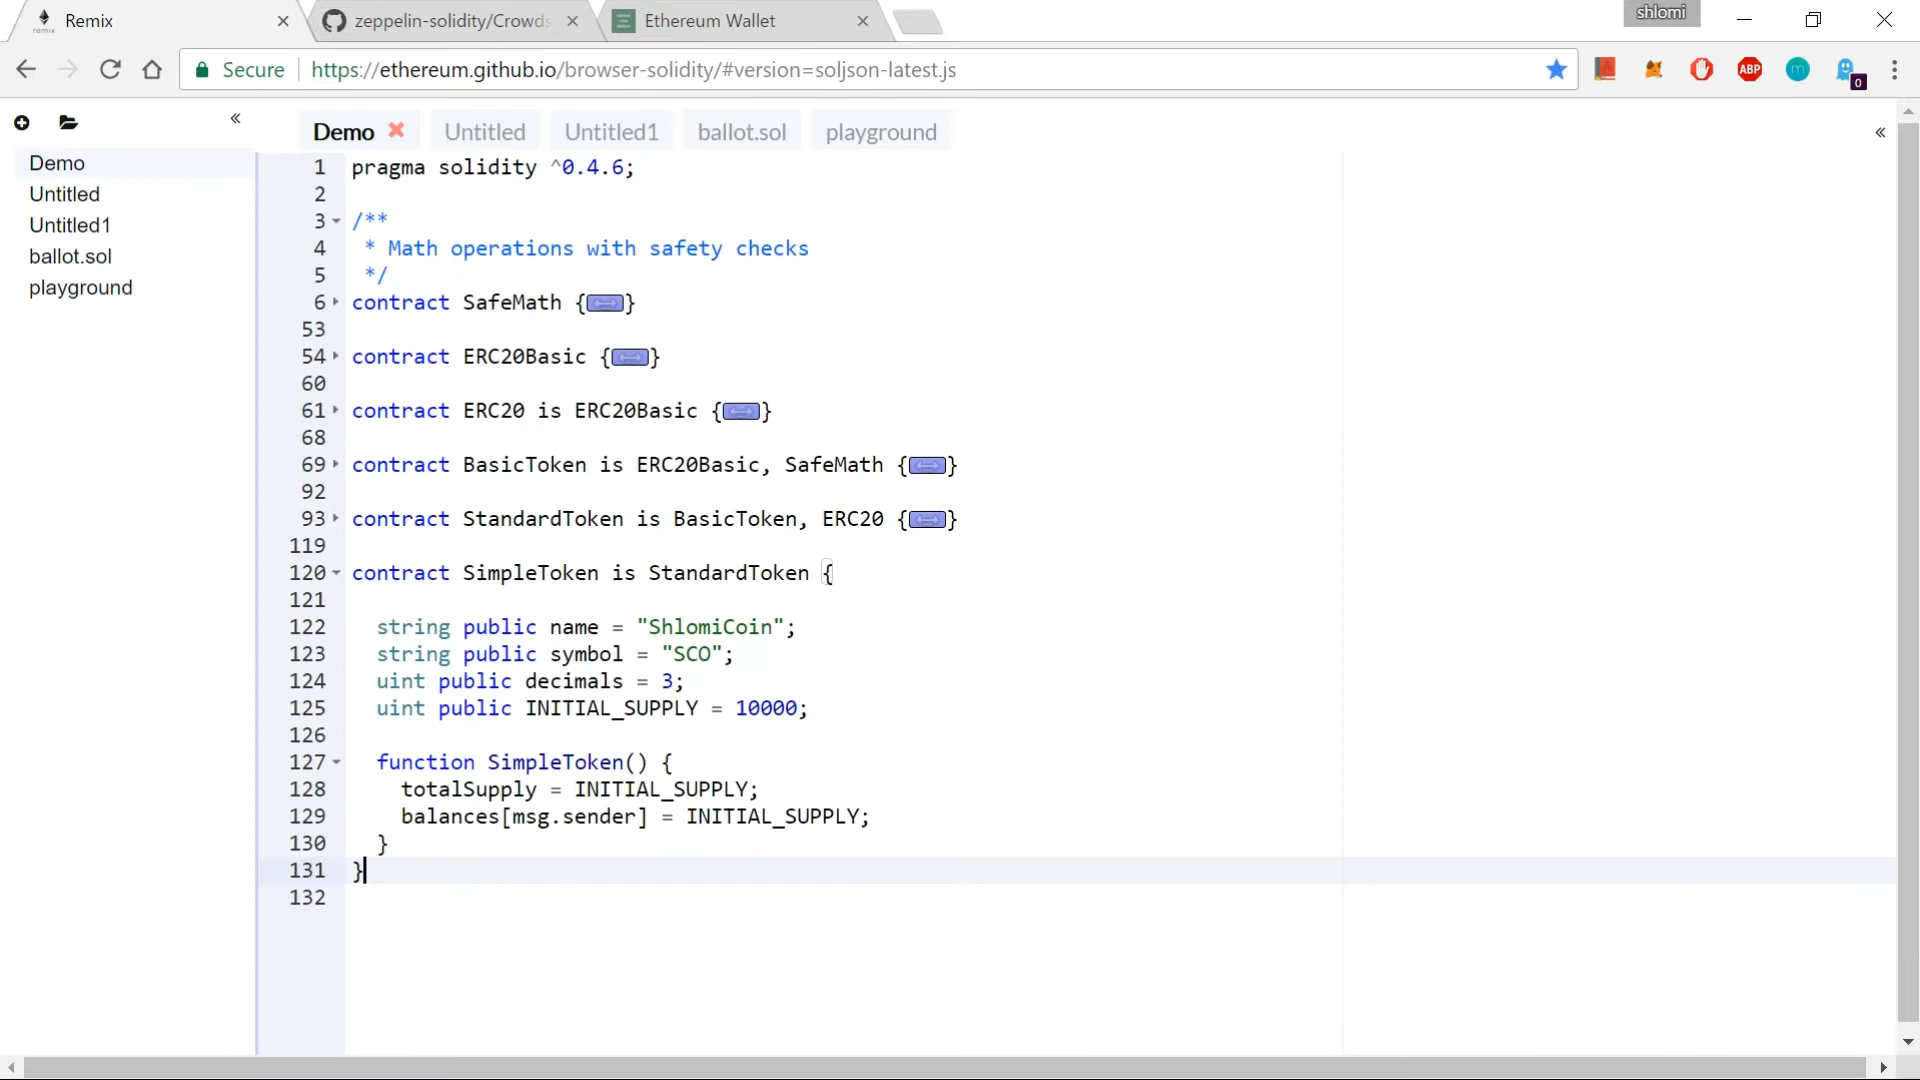 Remix
zeppelin-solidity/Crowds
Ethereum Wallet
shlomi
remix
Secure
https://ethereum.github.io/browser-solidity/#version=soljson-latest.js
ABP
m
0
Demo
Untitled
Untitled1
ballot.sol
playground
Demo
Untitled
Untitled1
ballot.sol
playground
1 pragma solidity ^0.4.6;
2
3 /**
4 * Math operations with safety checks
5 */
6 contract SafeMath {}
53
54 contract ERC20Basic {}
60
61 contract ERC20 is ERC20Basic {}
68
69 contract BasicToken is ERC20Basic, SafeMath {}
92
93 contract StandardToken is BasicToken, ERC20 {}
119
120 contract SimpleToken is StandardToken {
121
122 string public name = "ShlomiCoin";
123 string public symbol = "SCO";
124 uint public decimals = 3;
125 uint public INITIAL_SUPPLY = 10000;
126
127 function SimpleToken() {
128 totalSupply = INITIAL_SUPPLY;
129 balances[msg.sender] = INITIAL_SUPPLY;
130 }
131 }
132